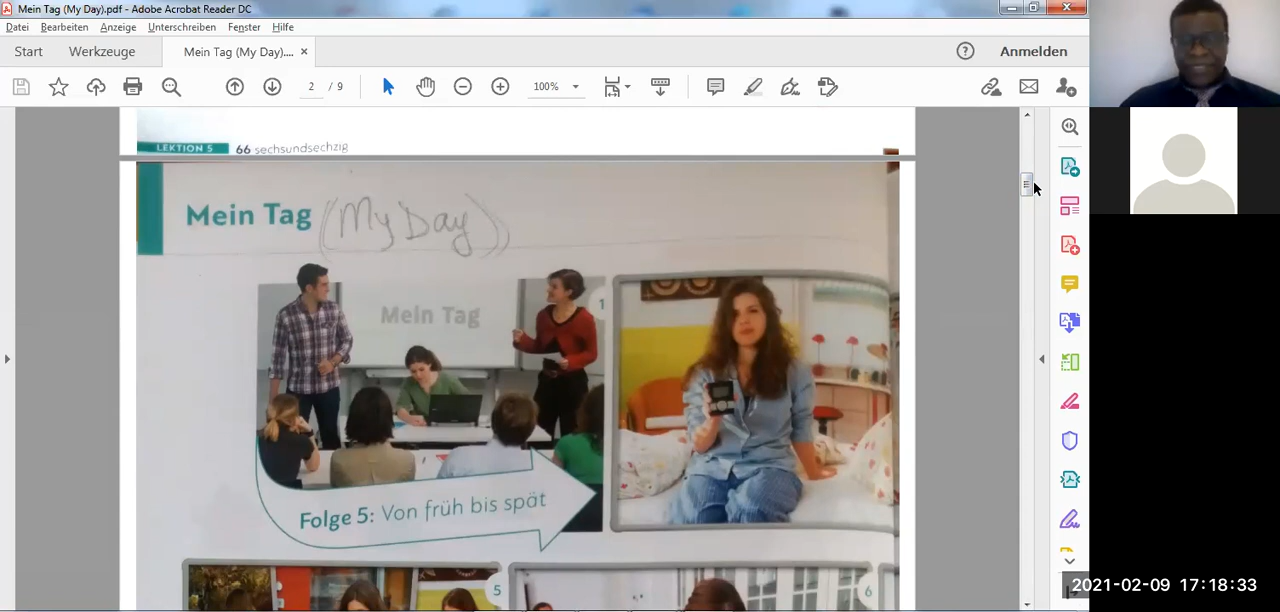 Mein Tag (My Day).pdf - Adobe Acrobat Reader DC
Datei Bearbeiten Anzeige Unterschreiben Fenster Hilfe
Start Werkzeuge Mein Tag (My Day).... × Anmelden
2 / 9 100%
LEKTION 5 66 sechsundsechzig
Mein Tag (My Day)
Mein Tag
1
Folge 5: Von früh bis spät
5
6
2021-02-09 17:18:33